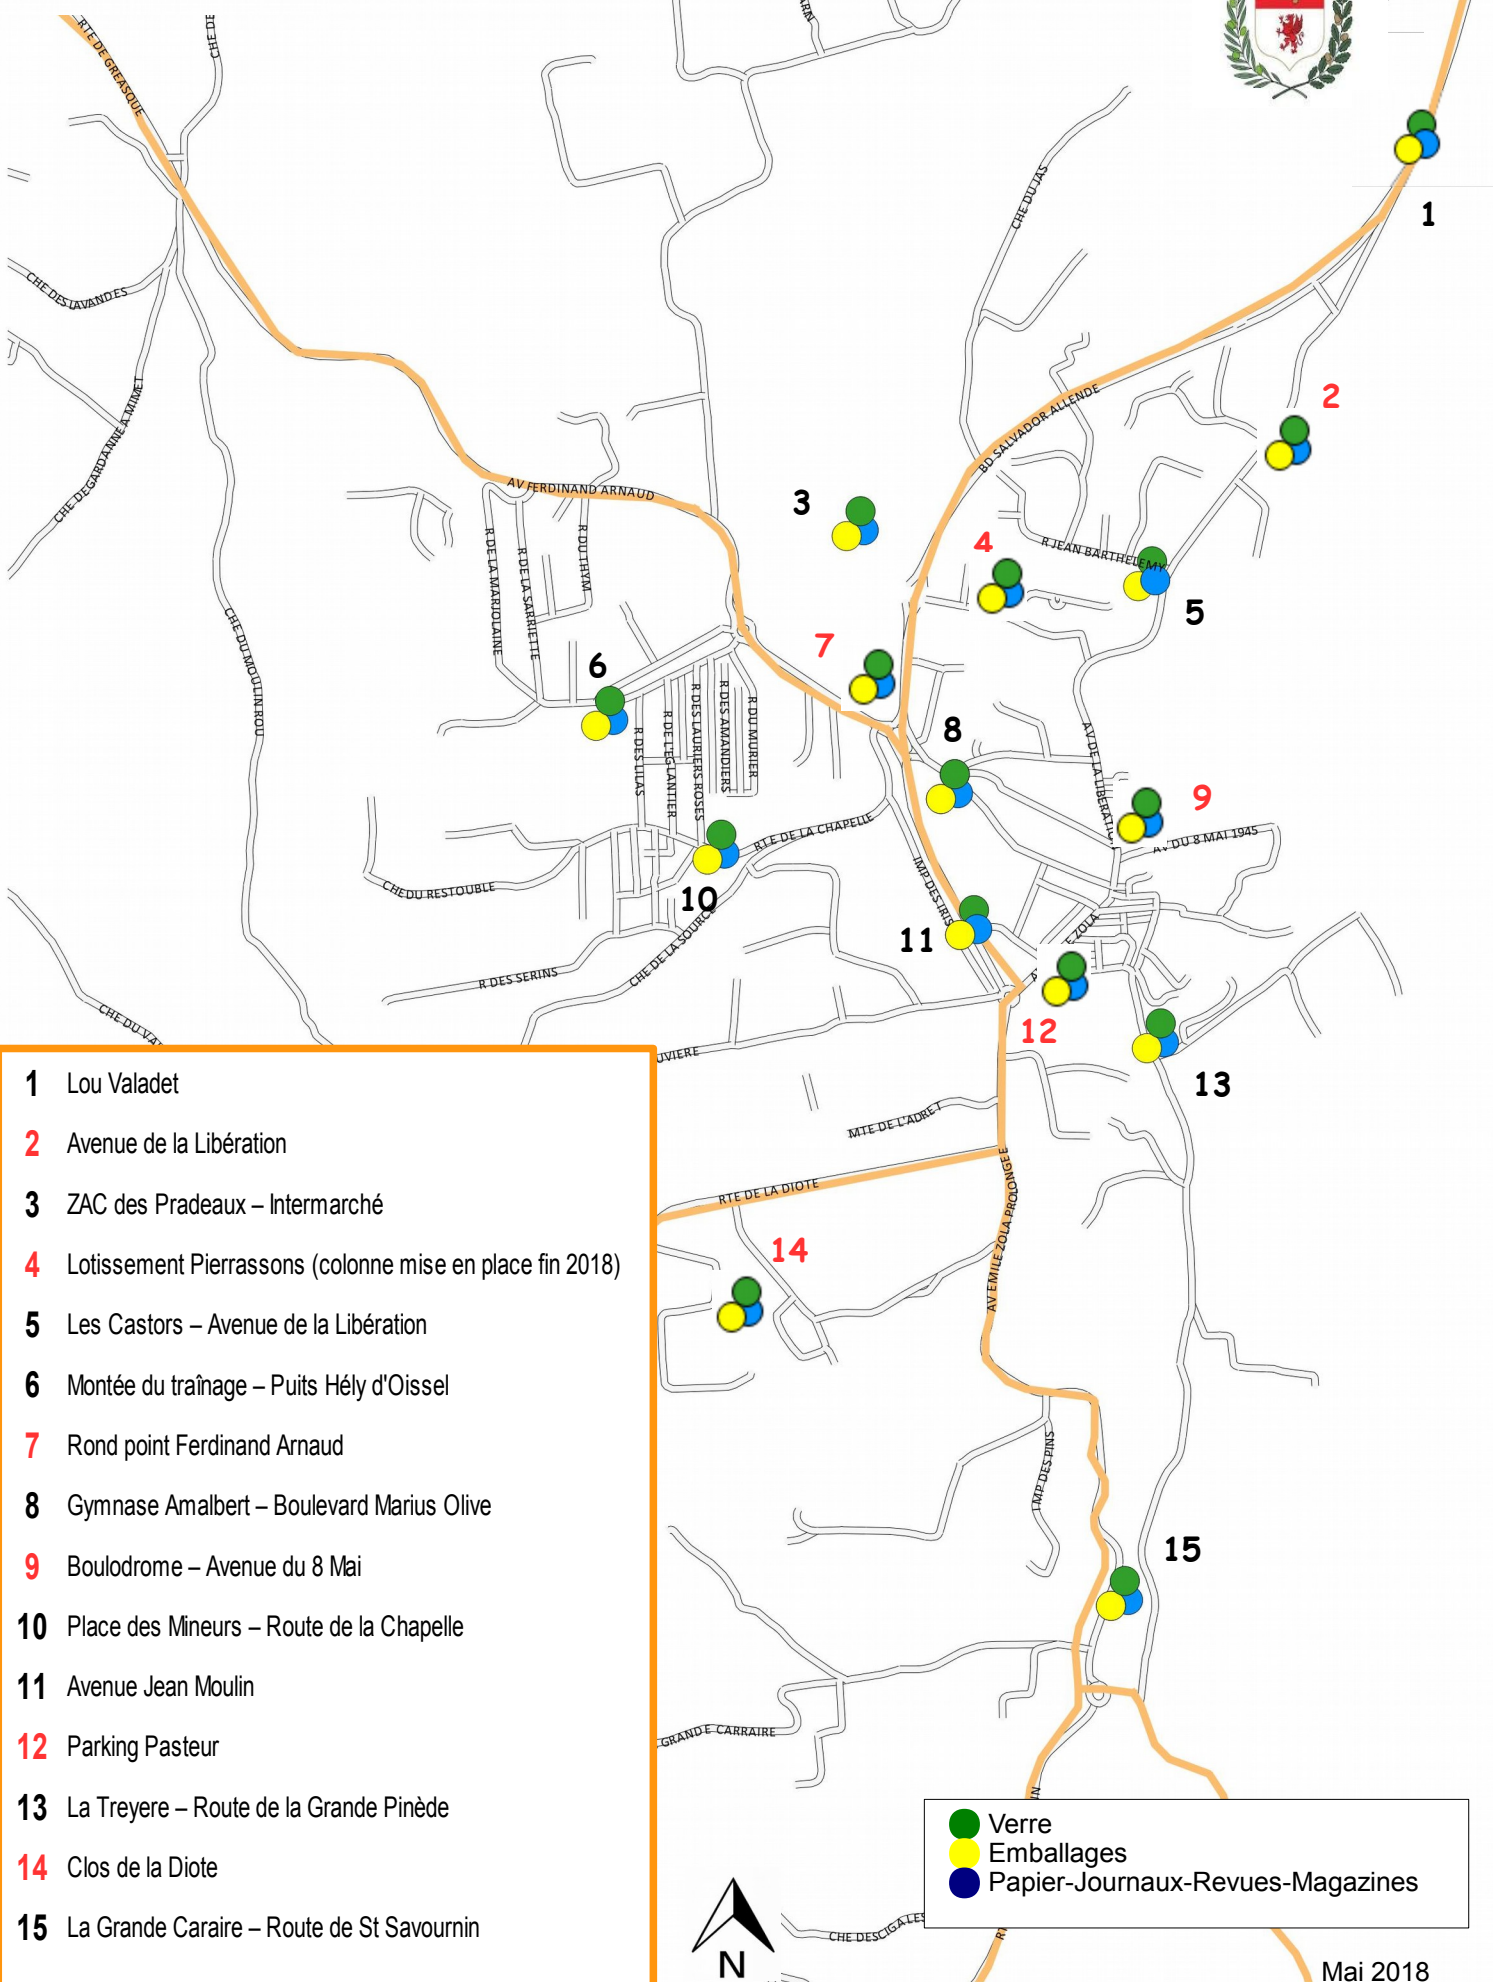 RTE DE GREASQUE
CHE DE
ARN
CHE DU JAS
1
CHE DES LAVANDES
CHE DE GARDANNE A MIMET
2
BD SALVADOR ALLENDE
AV FERDINAND ARNAUD
3
4
R JEAN BARTHELEMY
5
R DE LA MARJOLAINE
R DE LA SARRIETTE
R DU THYM
CHE DU MOULIN ROU
6
7
R DES LILAS
R DE L'EGLANTIER
R DES LAURIERS ROSES
R DES AMANDIERS
R DU MURIER
8
AV DE LA LIBERATION
9
AV DU 8 MAI 1945
RTE DE LA CHAPELLE
CHE DU RESTOUBLE
10
IMP DES IRIS
11
ZOLA
R DES SERINS
CHE DE LA SOURCE
CHE DU VA
12
UVIERE
13
MTE DE L'ADRET
RTE DE LA DIOTE
AV EMILE ZOLA PROLONGEE
14
IMP DES PINS
15
GRANDE CARRAIRE
CHE DES CIGALES
1 Lou Valadet
2 Avenue de la Libération
3 ZAC des Pradeaux – Intermarché
4 Lotissement Pierrassons (colonne mise en place fin 2018)
5 Les Castors – Avenue de la Libération
6 Montée du traînage – Puits Hély d'Oissel
7 Rond point Ferdinand Arnaud
8 Gymnase Amalbert – Boulevard Marius Olive
9 Boulodrome – Avenue du 8 Mai
10 Place des Mineurs – Route de la Chapelle
11 Avenue Jean Moulin
12 Parking Pasteur
13 La Treyere – Route de la Grande Pinède
14 Clos de la Diote
15 La Grande Caraire – Route de St Savournin
Verre
Emballages
Papier-Journaux-Revues-Magazines
N
Mai 2018